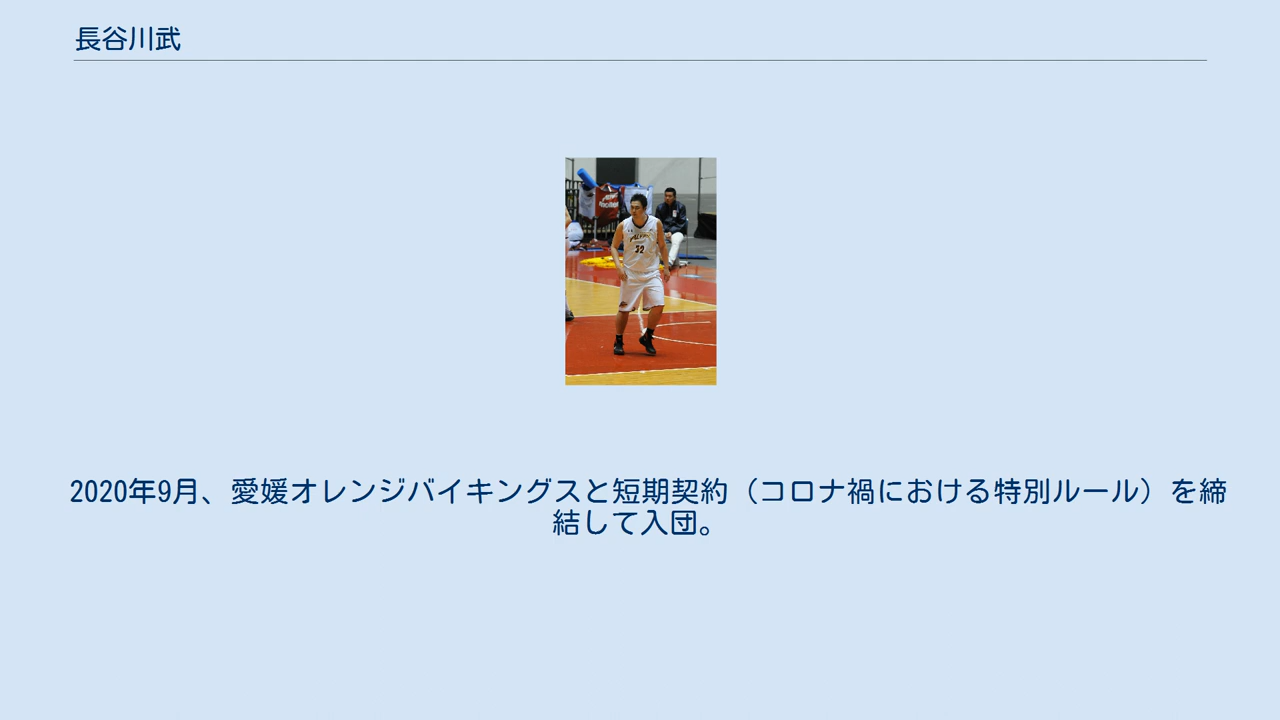 長谷川武
32
2020年9月、愛媛オレンジバイキングスと短期契約（コロナ禍における特別ルール）を締
結して入団。